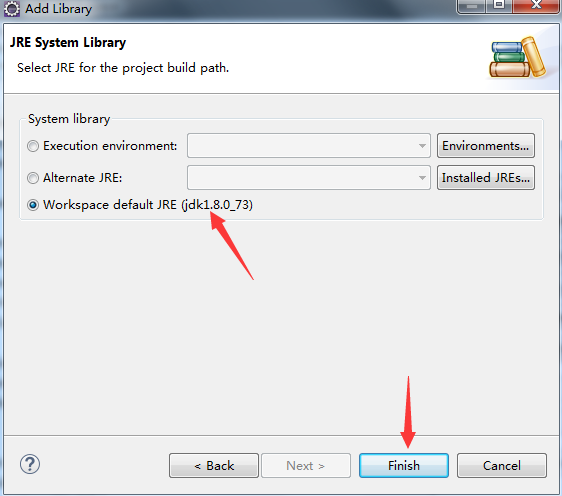 Add Library
JRE System Library
Select JRE for the project build path.
System library
Execution environment:
Environments...
Alternate JRE:
Installed JREs...
Workspace default JRE (jdk1.8.0_73)
?
< Back
Next >
Finish
Cancel